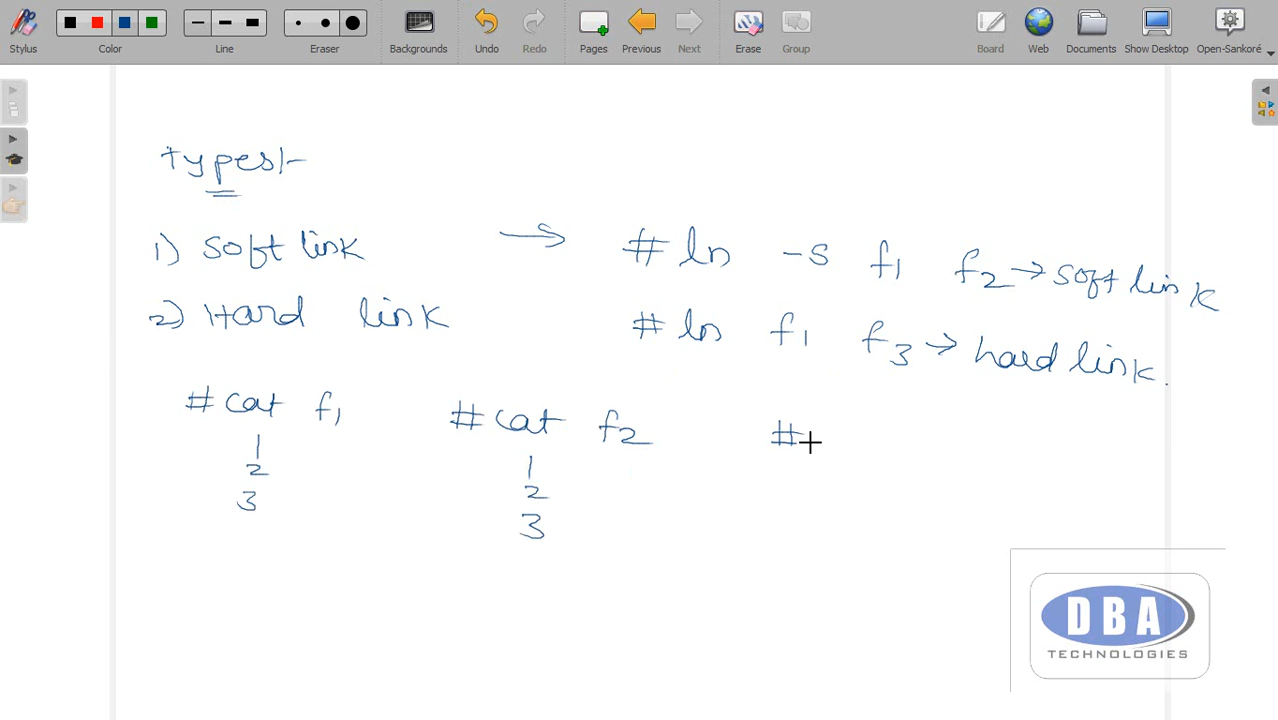 Stylus Color Line Eraser Backgrounds Undo Redo Pages Previous Next Erase Group Board Web Documents Show Desktop Open-Sankoré
Types:-
1) Soft link → # ln -s f1 f2 → soft link
2) Hard link # ln f1 f3 → hard link.
# cat f1 # cat f2 #
1 1
2 2
3 3
DBA
TECHNOLOGIES